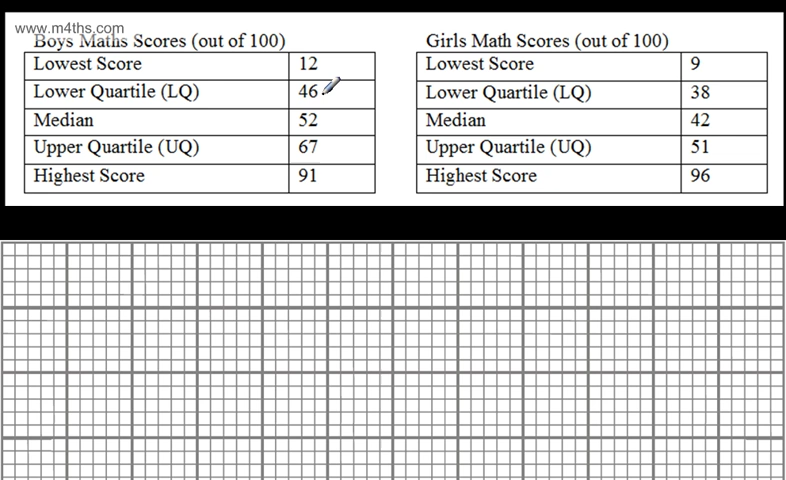 www.m4ths.com
Boys Maths Scores (out of 100)
Lowest Score 12
Lower Quartile (LQ) 46
Median 52
Upper Quartile (UQ) 67
Highest Score 91
Girls Math Scores (out of 100)
Lowest Score 9
Lower Quartile (LQ) 38
Median 42
Upper Quartile (UQ) 51
Highest Score 96